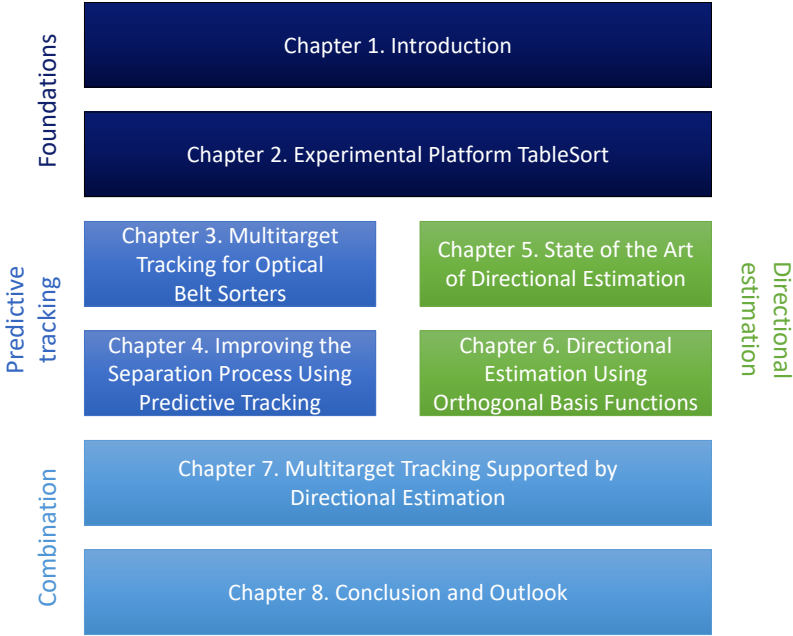 Foundations
Chapter 1. Introduction
Chapter 2. Experimental Platform TableSort
Predictive
tracking
Chapter 3. Multitarget
Tracking for Optical
Belt Sorters
Chapter 4. Improving the
Separation Process Using
Predictive Tracking
Chapter 5. State of the Art
of Directional Estimation
Chapter 6. Directional
Estimation Using
Orthogonal Basis Functions
Directional
estimation
Combination
Chapter 7. Multitarget Tracking Supported by
Directional Estimation
Chapter 8. Conclusion and Outlook